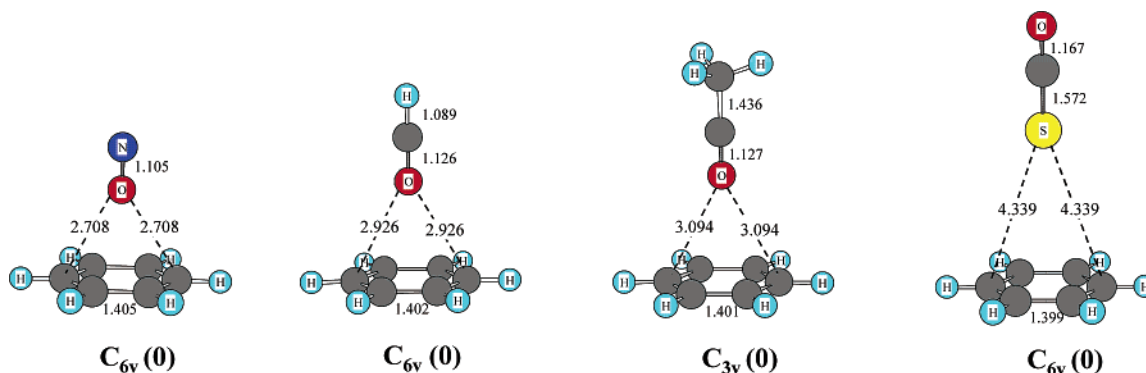 N
1.105
O
2.708 2.708
H H
H H
H H
1.405
C6v (0)
H
1.089
1.126
O
2.926 2.926
H H
H H
H H
1.402
C6v (0)
H
H H
1.436
1.127
O
3.094 3.094
H H
H H
H H
1.401
C3v (0)
O
1.167
1.572
S
4.339 4.339
H H
H H
H H
1.399
C6v (0)